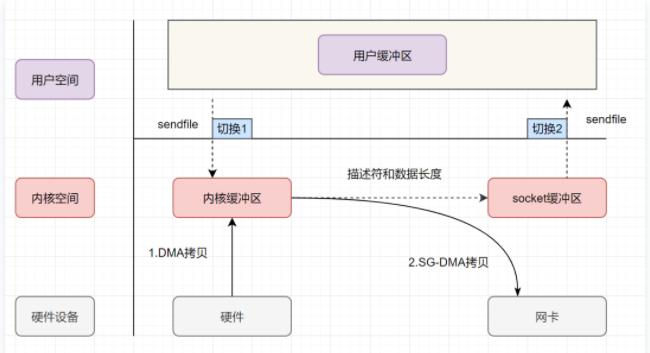 用户空间
用户缓冲区
sendfile
切换1
切换2
sendfile
描述符和数据长度
内核空间
内核缓冲区
socket缓冲区
1.DMA拷贝
2.SG-DMA拷贝
硬件设备
硬件
网卡